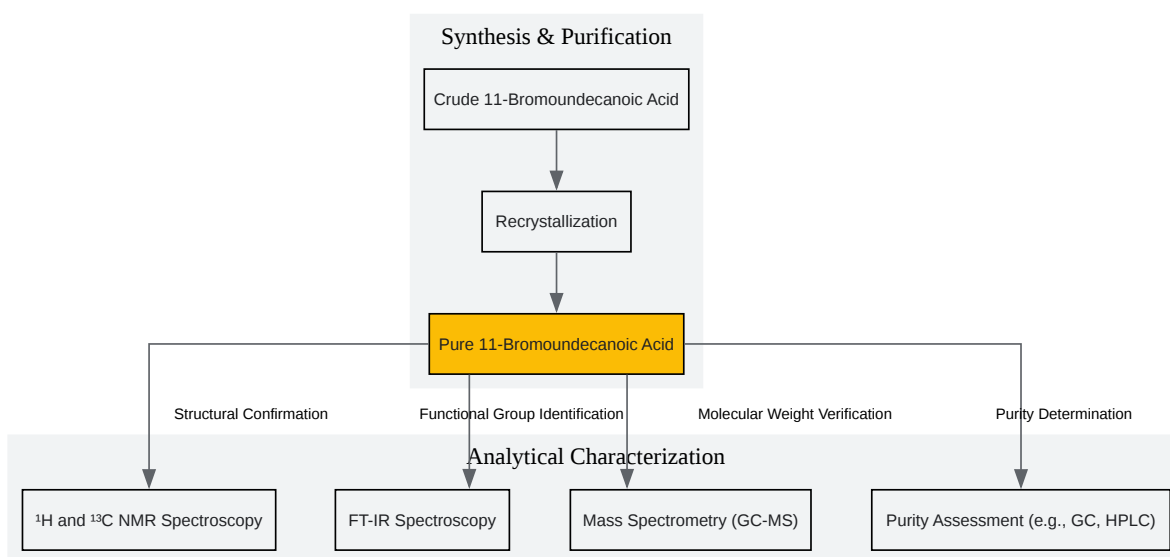 Synthesis & Purification
Crude 11-Bromoundecanoic Acid
Recrystallization
Pure 11-Bromoundecanoic Acid
Structural Confirmation
Functional Group Identification
Molecular Weight Verification
Purity Determination
Analytical Characterization
¹H and ¹³C NMR Spectroscopy
FT-IR Spectroscopy
Mass Spectrometry (GC-MS)
Purity Assessment (e.g., GC, HPLC)